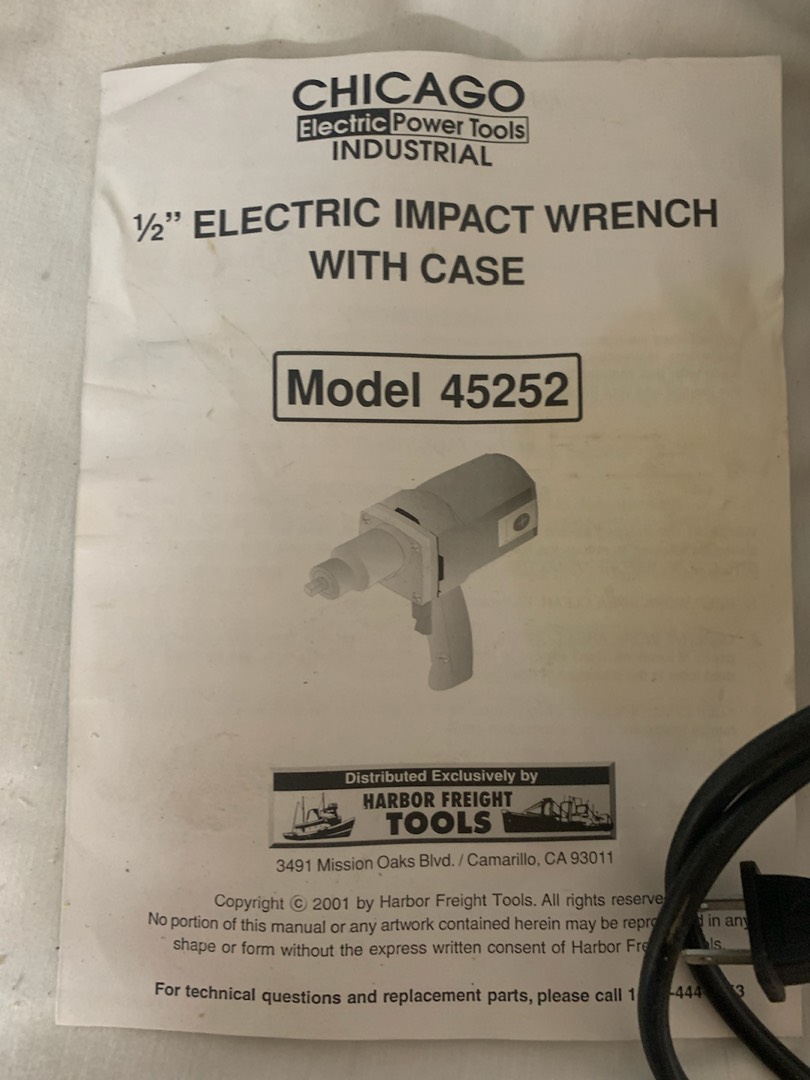 CHICAGO
Electric Power Tools
INDUSTRIAL
½” ELECTRIC IMPACT WRENCH
WITH CASE
Model 45252
Distributed Exclusively by
HARBOR FREIGHT
TOOLS
3491 Mission Oaks Blvd. / Camarillo, CA 93011
Copyright © 2001 by Harbor Freight Tools. All rights reserve
No portion of this manual or any artwork contained herein may be in any
shape or form without the express written consent of Harbor
For technical questions and replacement parts, please call 1 -444